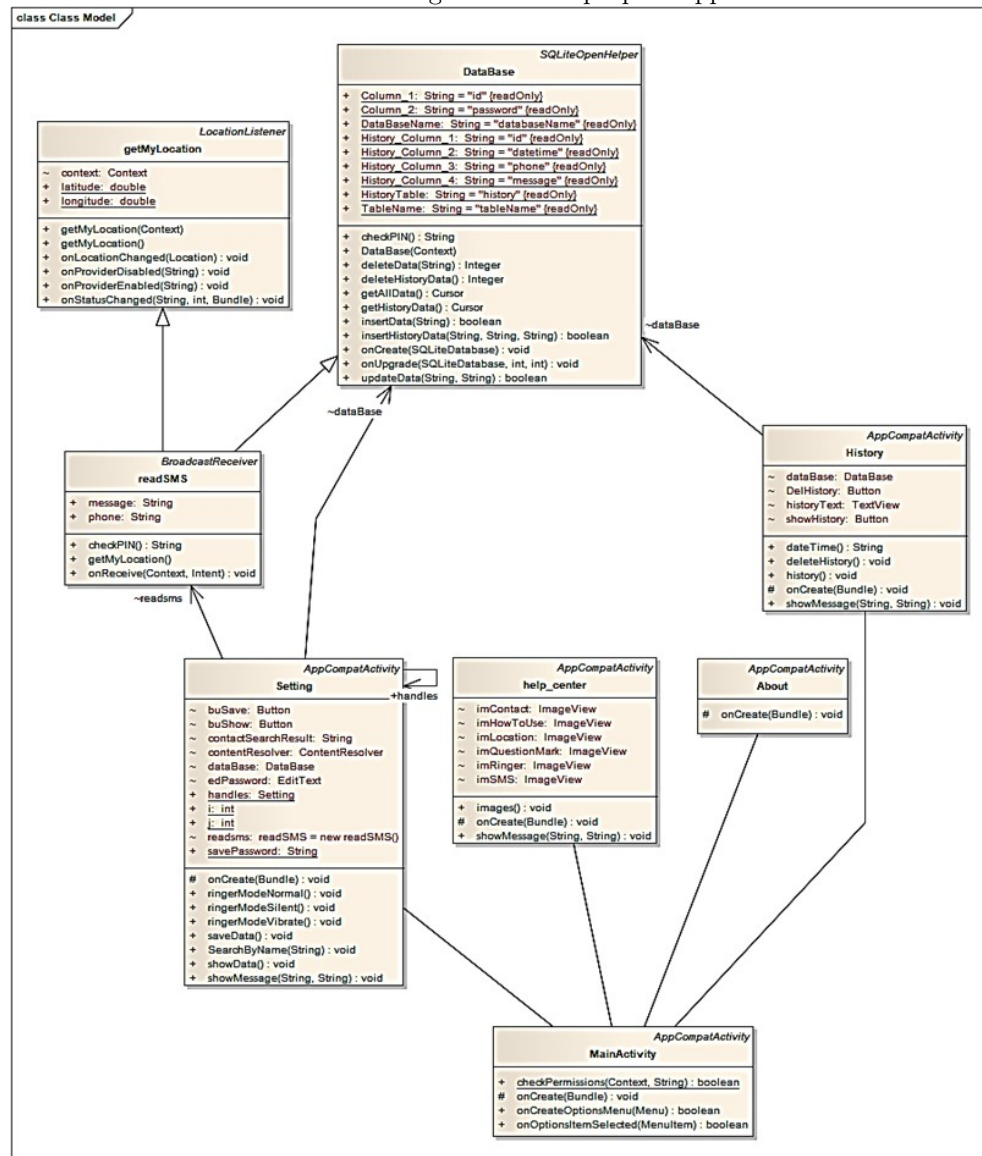 class Class Model
SQLiteOpenHelper
DataBase
+ Column_1: String = "id" {readOnly}
+ Column_2: String = "password" {readOnly}
+ DataBaseName: String = "databaseName" {readOnly}
+ History_Column_1: String = "id" {readOnly}
+ History_Column_2: String = "datetime" {readOnly}
+ History_Column_3: String = "phone" {readOnly}
+ History_Column_4: String = "message" {readOnly}
+ HistoryTable: String = "history" {readOnly}
+ TableName: String = "tableName" {readOnly}
+ checkPIN() : String
+ DataBase(Context)
+ deleteData(String) : Integer
+ deleteHistoryData() : Integer
+ getAllData() : Cursor
+ getHistoryData() : Cursor
+ insertData(String) : boolean
+ insertHistoryData(String, String, String) : boolean
+ onCreate(SQLiteDatabase) : void
+ onUpgrade(SQLiteDatabase, int, int) : void
+ updateData(String, String) : boolean
LocationListener
getMyLocation
~ context: Context
+ latitude: double
+ longitude: double
+ getMyLocation(Context)
+ getMyLocation()
+ onLocationChanged(Location) : void
+ onProviderDisabled(String) : void
+ onProviderEnabled(String) : void
+ onStatusChanged(String, int, Bundle) : void
~dataBase
~dataBase
BroadcastReceiver
readSMS
+ message: String
+ phone: String
+ checkPIN() : String
+ getMyLocation()
+ onReceive(Context, Intent) : void
~readsms
AppCompatActivity
History
~ dataBase: DataBase
~ DelHistory: Button
~ historyText: TextView
~ showHistory: Button
+ dateTime() : String
+ deleteHistory() : void
+ history() : void
# onCreate(Bundle) : void
+ showMessage(String, String) : void
AppCompatActivity
Setting
+handles
~ buSave: Button
~ buShow: Button
~ contactSearchResult: String
~ contentResolver: ContentResolver
~ dataBase: DataBase
~ edPassword: EditText
+ handles: Setting
+ i: int
+ j: int
~ readsms: readSMS = new readSMS()
+ savePassword: String
# onCreate(Bundle) : void
+ ringerModeNormal() : void
+ ringerModeSilent() : void
+ ringerModeVibrate() : void
+ saveData() : void
+ SearchByName(String) : void
+ showData() : void
+ showMessage(String, String) : void
AppCompatActivity
help_center
~ imContact: ImageView
~ imHowToUse: ImageView
~ imLocation: ImageView
~ imQuestionMark: ImageView
~ imRinger: ImageView
~ imSMS: ImageView
+ images() : void
# onCreate(Bundle) : void
+ showMessage(String, String) : void
AppCompatActivity
About
# onCreate(Bundle) : void
AppCompatActivity
MainActivity
+ checkPermissions(Context, String) : boolean
# onCreate(Bundle) : void
+ onCreateOptionsMenu(Menu) : boolean
+ onOptionsItemSelected(MenuItem) : boolean